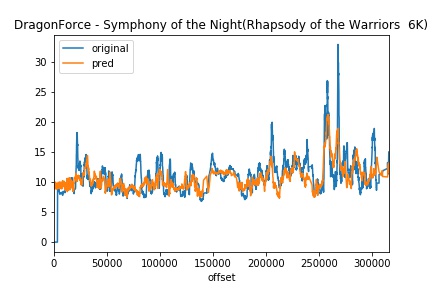 DragonForce - Symphony of the Night(Rhapsody of the Warriors  6K)
original
pred
30
25
20
15
10
5
0
0 50000 100000 150000 200000 250000 300000
offset